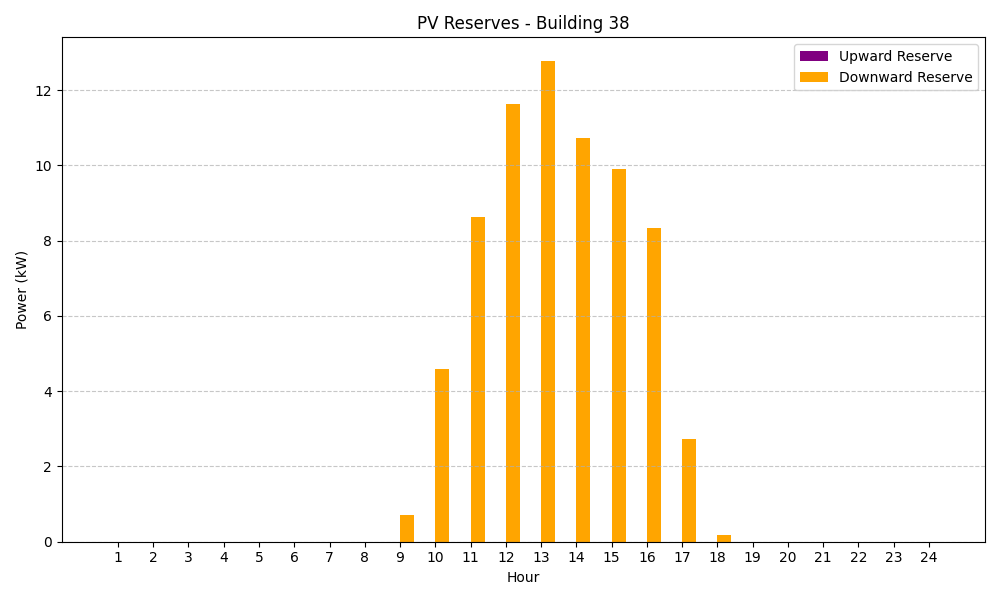 PV Reserves - Building 38
Upward Reserve
Downward Reserve
Power (kW)
12
10
8
6
4
2
0
1 2 3 4 5 6 7 8 9 10 11 12 13 14 15 16 17 18 19 20 21 22 23 24
Hour